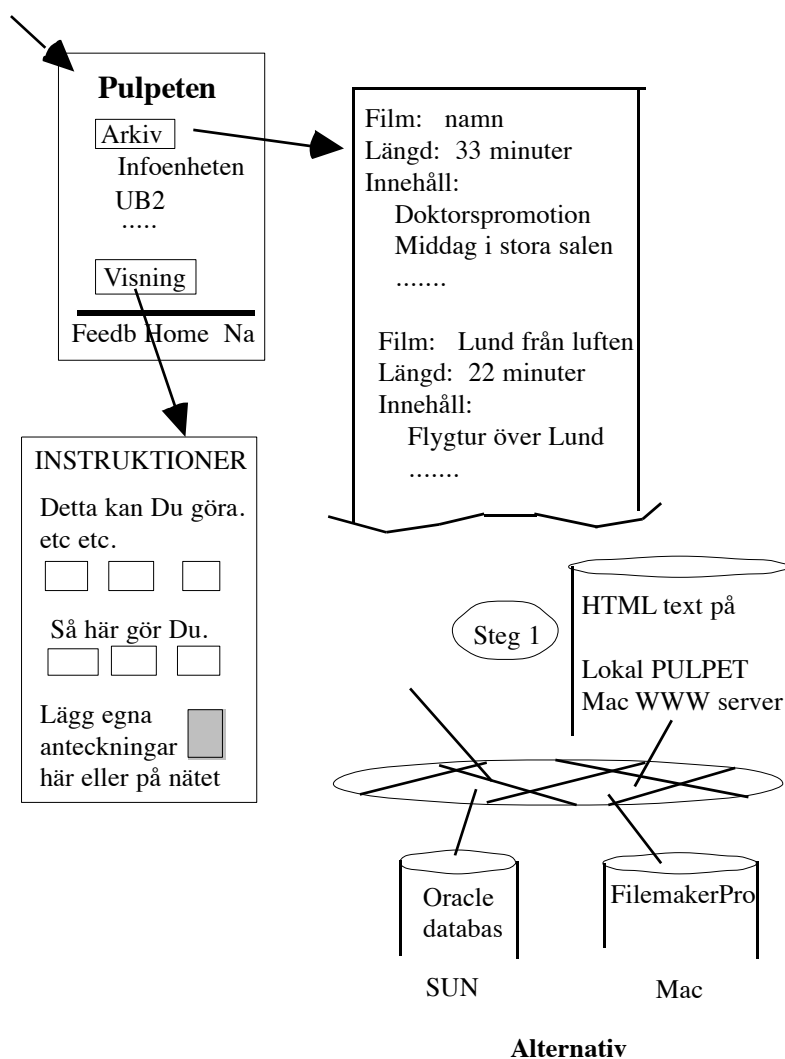 Pulpeten
Arkiv
Infoenheten
UB2
.....
Visning
Feedb Home Na
Film: namn
Längd: 33 minuter
Innehåll:
Doktorspromotion
Middag i stora salen
.......
Film: Lund från luften
Längd: 22 minuter
Innehåll:
Flygtur över Lund
.......
INSTRUKTIONER
Detta kan Du göra.
etc etc.
Så här gör Du.
Lägg egna
anteckningar
här eller på nätet
Steg 1
HTML text på
Lokal PULPET
Mac WWW server
Oracle
databas
SUN
FilemakerPro
Mac
Alternativ